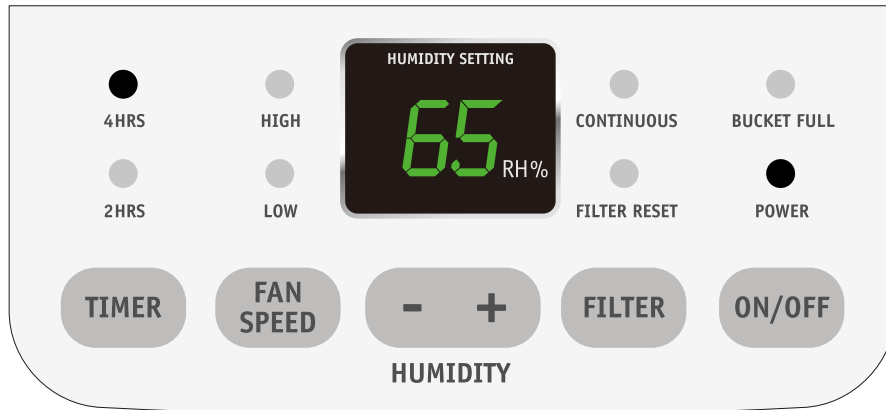 HUMIDITY SETTING
65 RH%
4HRS
HIGH
CONTINUOUS
BUCKET FULL
2HRS
LOW
FILTER RESET
POWER
TIMER
FAN
SPEED
- +
FILTER
ON/OFF
HUMIDITY